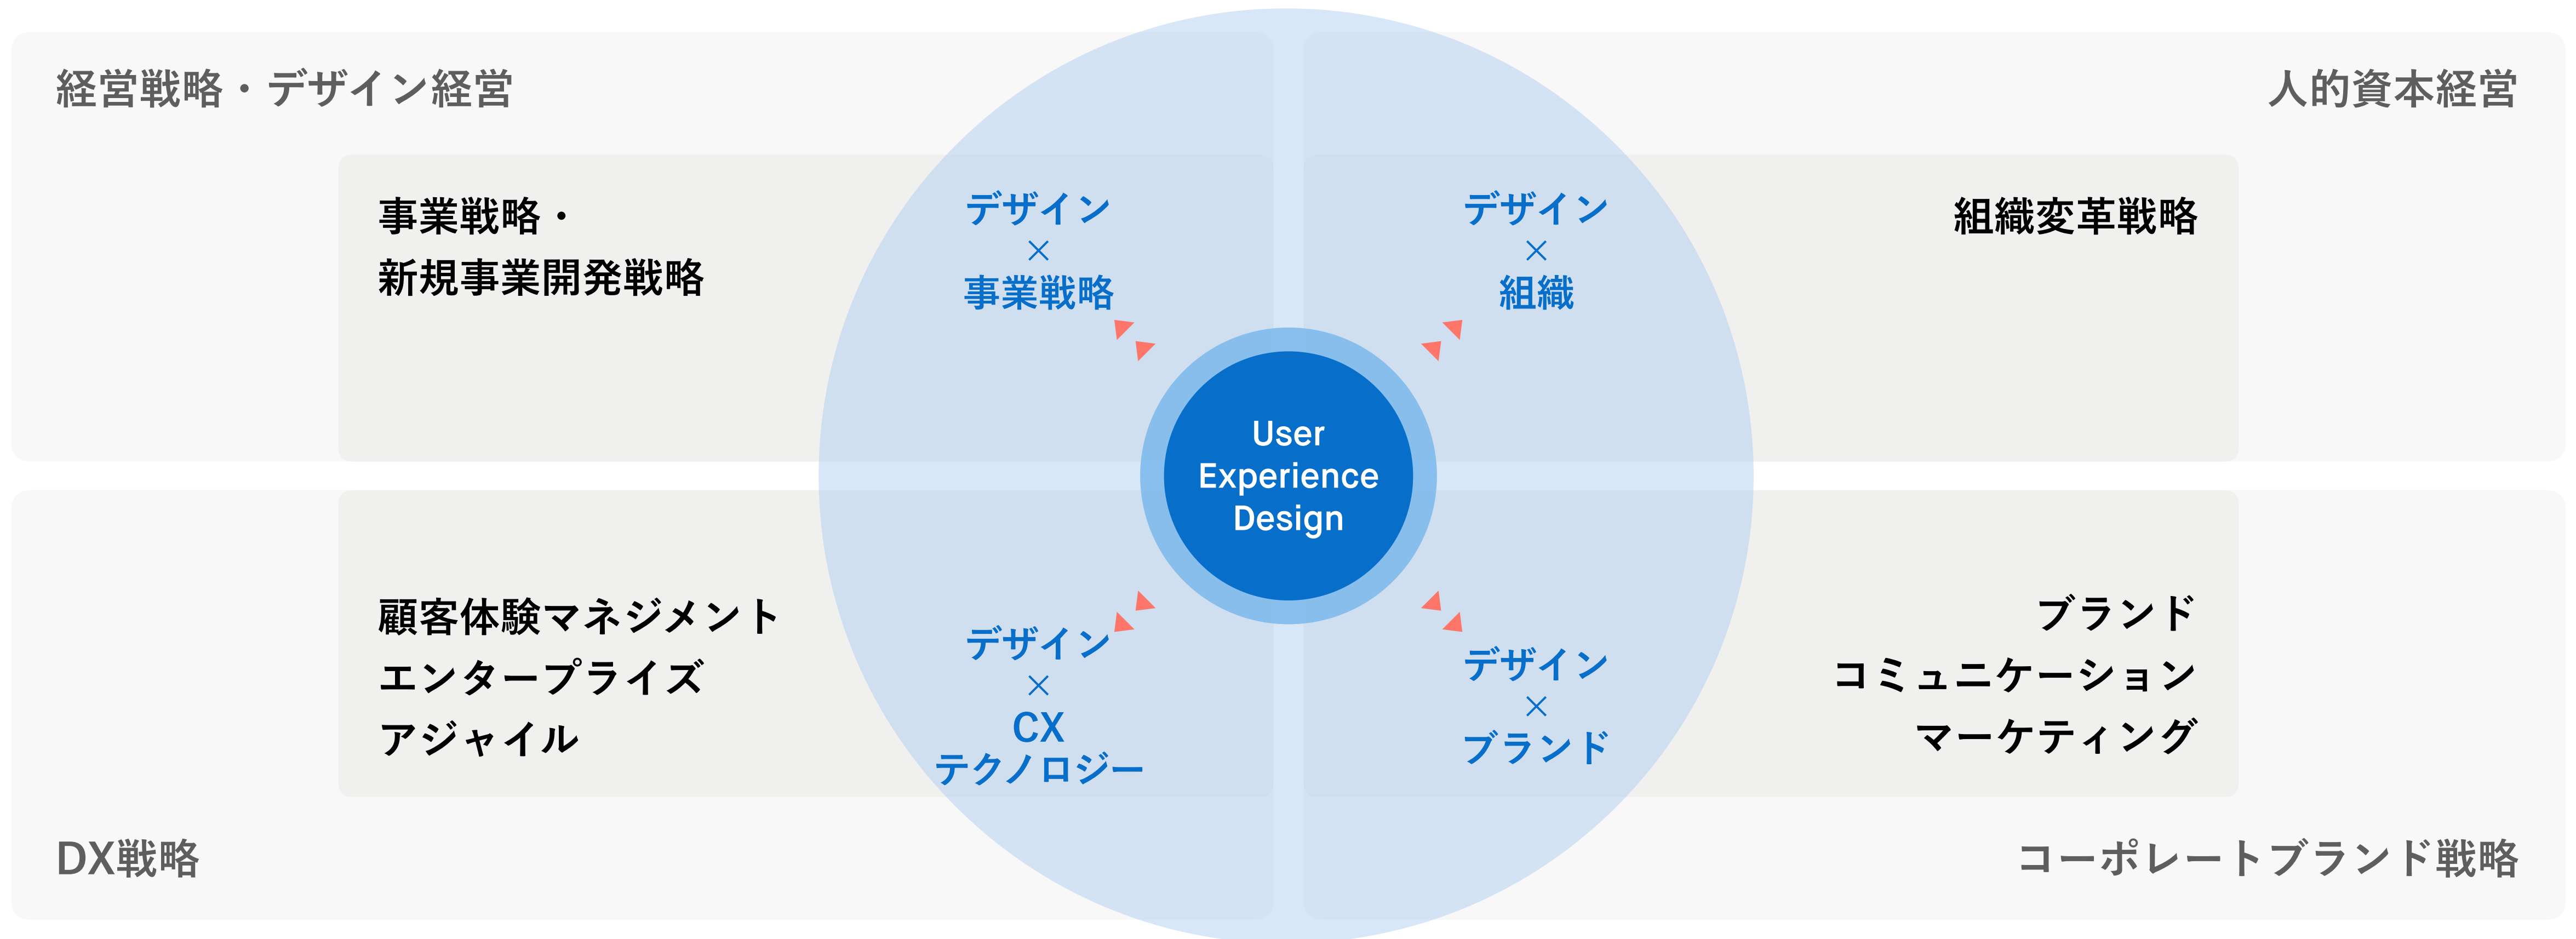 経営戦略・デザイン経営
人的資本経営
事業戦略・
新規事業開発戦略
デザイン
×
事業戦略
デザイン
×
組織
組織変革戦略
User
Experience
Design
顧客体験マネジメント
エンタープライズ
アジャイル
デザイン
×
CX
テクノロジー
デザイン
×
ブランド
ブランド
コミュニケーション
マーケティング
DX戦略
コーポレートブランド戦略